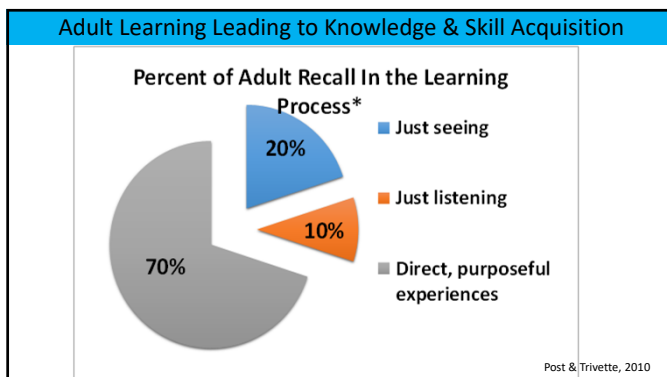 Adult Learning Leading to Knowledge & Skill Acquisition
Percent of Adult Recall In the Learning
Process*
20%
10%
70%
Just seeing
Just listening
Direct, purposeful
experiences
Post & Trivette, 2010